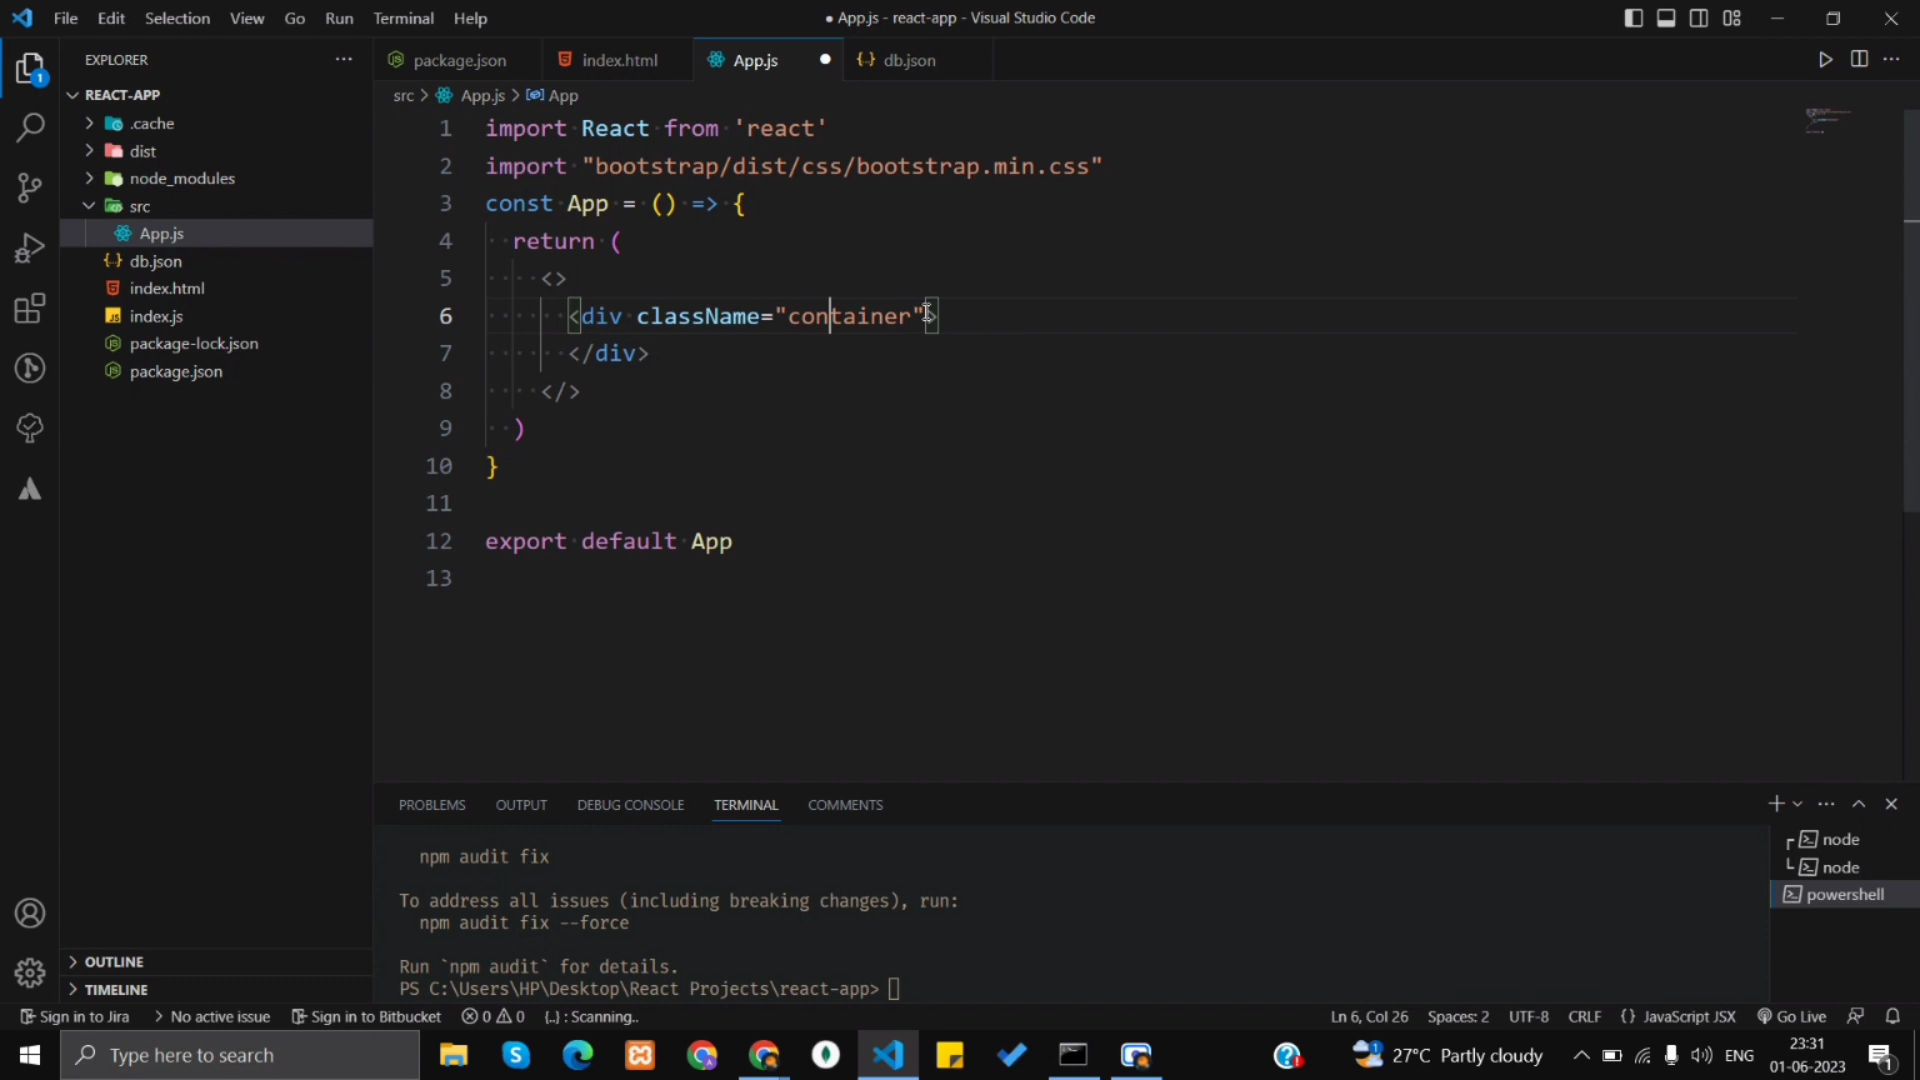 File Edit Selection View Go Run Terminal Help
● App.js - react-app - Visual Studio Code
EXPLORER
package.json
index.html
App.js
db.json
REACT-APP
src > App.js > App
.cache
dist
node_modules
src
App.js
db.json
index.html
index.js
package-lock.json
package.json
1 import React from 'react'
2 import "bootstrap/dist/css/bootstrap.min.css"
3 const App = () => {
4 return (
5 <>
6 <div className="container">
7 </div>
8 </>
9 )
10 }
11
12 export default App
13
PROBLEMS OUTPUT DEBUG CONSOLE TERMINAL COMMENTS
npm audit fix
To address all issues (including breaking changes), run:
npm audit fix --force
Run `npm audit` for details.
PS C:\Users\HP\Desktop\React Projects\react-app>
node
node
powershell
OUTLINE
TIMELINE
Sign in to Jira No active issue Sign in to Bitbucket 0 0 {..} : Scanning.. Ln 6, Col 26 Spaces: 2 UTF-8 CRLF {} JavaScript JSX Go Live
Type here to search
27°C Partly cloudy
ENG
23:31
01-06-2023
1